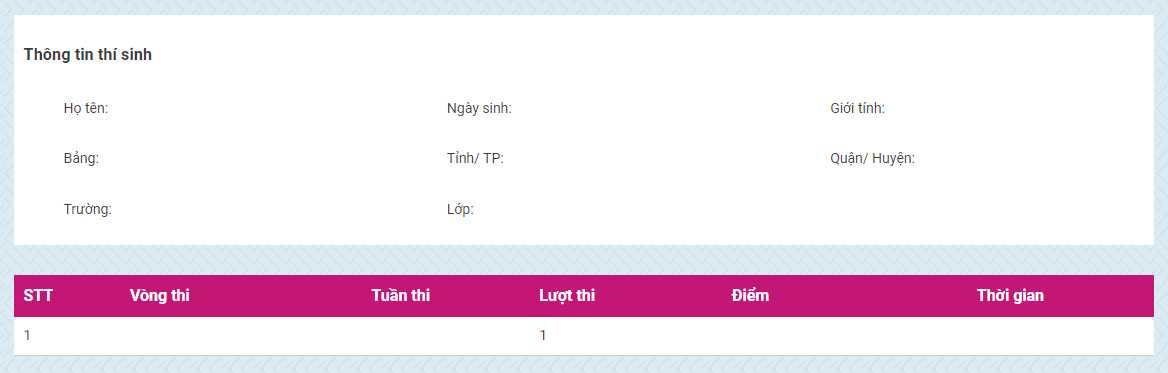 Thông tin thí sinh
Họ tên: Ngày sinh: Giới tính:
Bảng: Tỉnh/ TP: Quận/ Huyện:
Trường: Lớp:
STT Vòng thi Tuần thi Lượt thi Điểm Thời gian
1 1